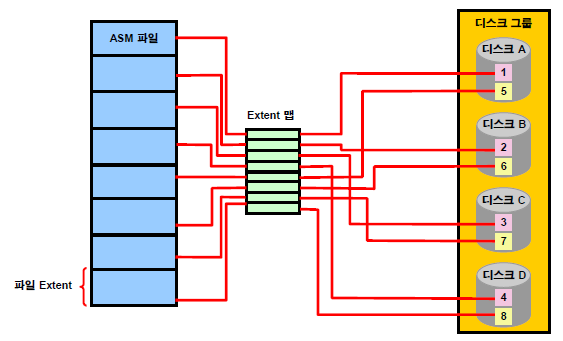 ASM 파일
파일 Extent
Extent 맵
디스크 그룹
디스크 A
1
5
디스크 B
2
6
디스크 C
3
7
디스크 D
4
8